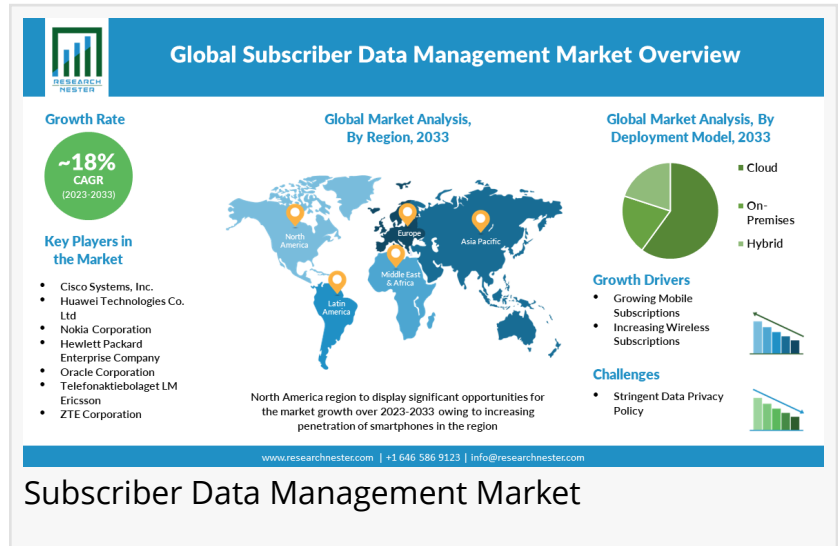 RESEARCH
NESTER
Global Subscriber Data Management Market Overview
Growth Rate
~18%
CAGR
(2023-2033)
Key Players in
the Market
• Cisco Systems, Inc.
• Huawei Technologies Co.
Ltd
• Nokia Corporation
• Hewlett Packard
Enterprise Company
• Oracle Corporation
• Telefonaktiebolaget LM
Ericsson
• ZTE Corporation
Global Market Analysis,
By Region, 2033
North
America
Europe
Asia Pacific
Middle East
& Africa
Latin
America
North America region to display significant opportunities for
the market growth over 2023-2033 owing to increasing
penetration of smartphones in the region
Global Market Analysis, By
Deployment Model, 2033
Cloud
On-
Premises
Hybrid
Growth Drivers
• Growing Mobile
Subscriptions
• Increasing Wireless
Subscriptions
Challenges
• Stringent Data Privacy
Policy
www.researchnester.com | +1 646 586 9123 | info@researchnester.com
Subscriber Data Management Market